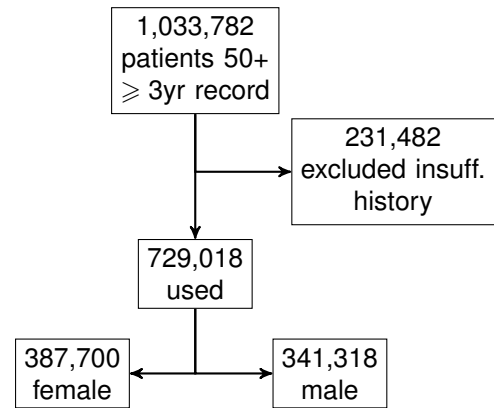 1,033,782
patients 50+
⩾ 3yr record
231,482
excluded insuff.
history
729,018
used
387,700
female
341,318
male